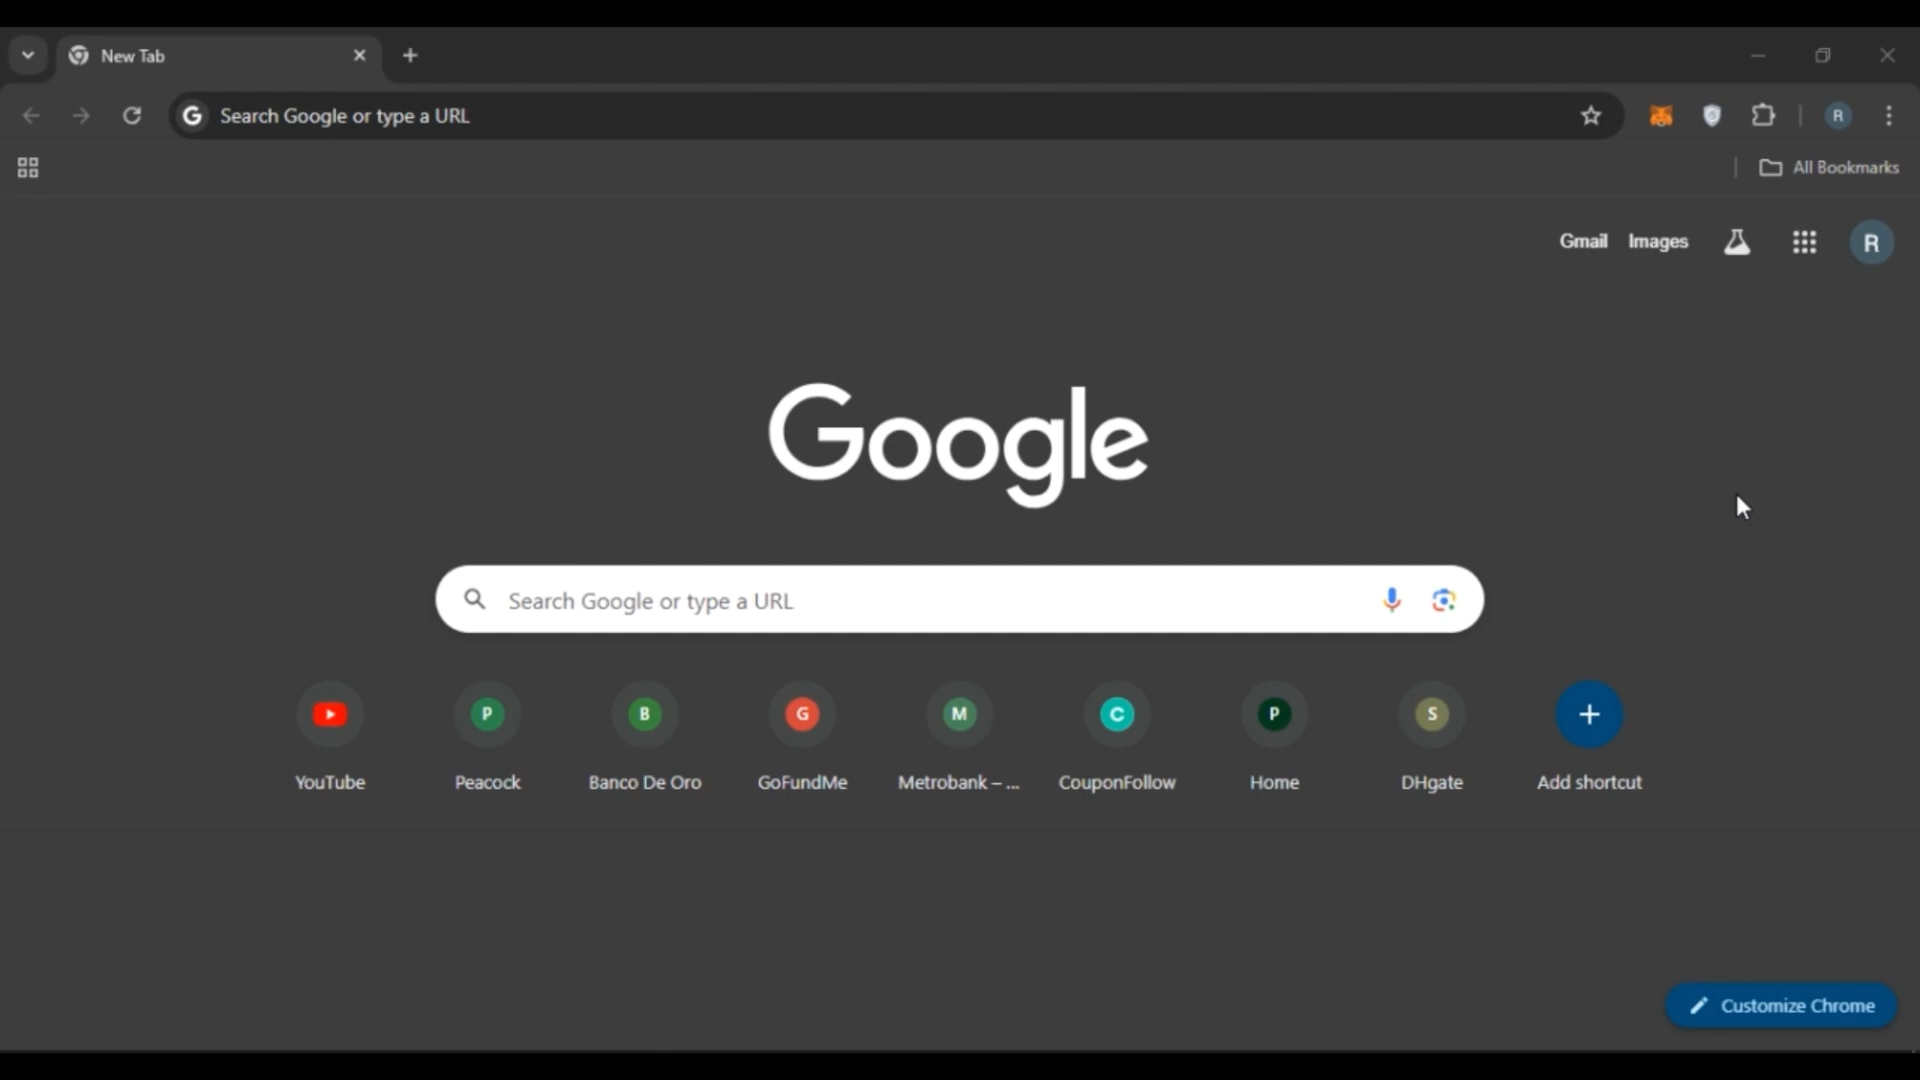 New Tab
Search Google or type a URL
R
All Bookmarks
Gmail Images
R
Google
Search Google or type a URL
P B G M C P S
YouTube Peacock Banco De Oro GoFundMe Metrobank – ... CouponFollow Home DHgate Add shortcut
Customize Chrome